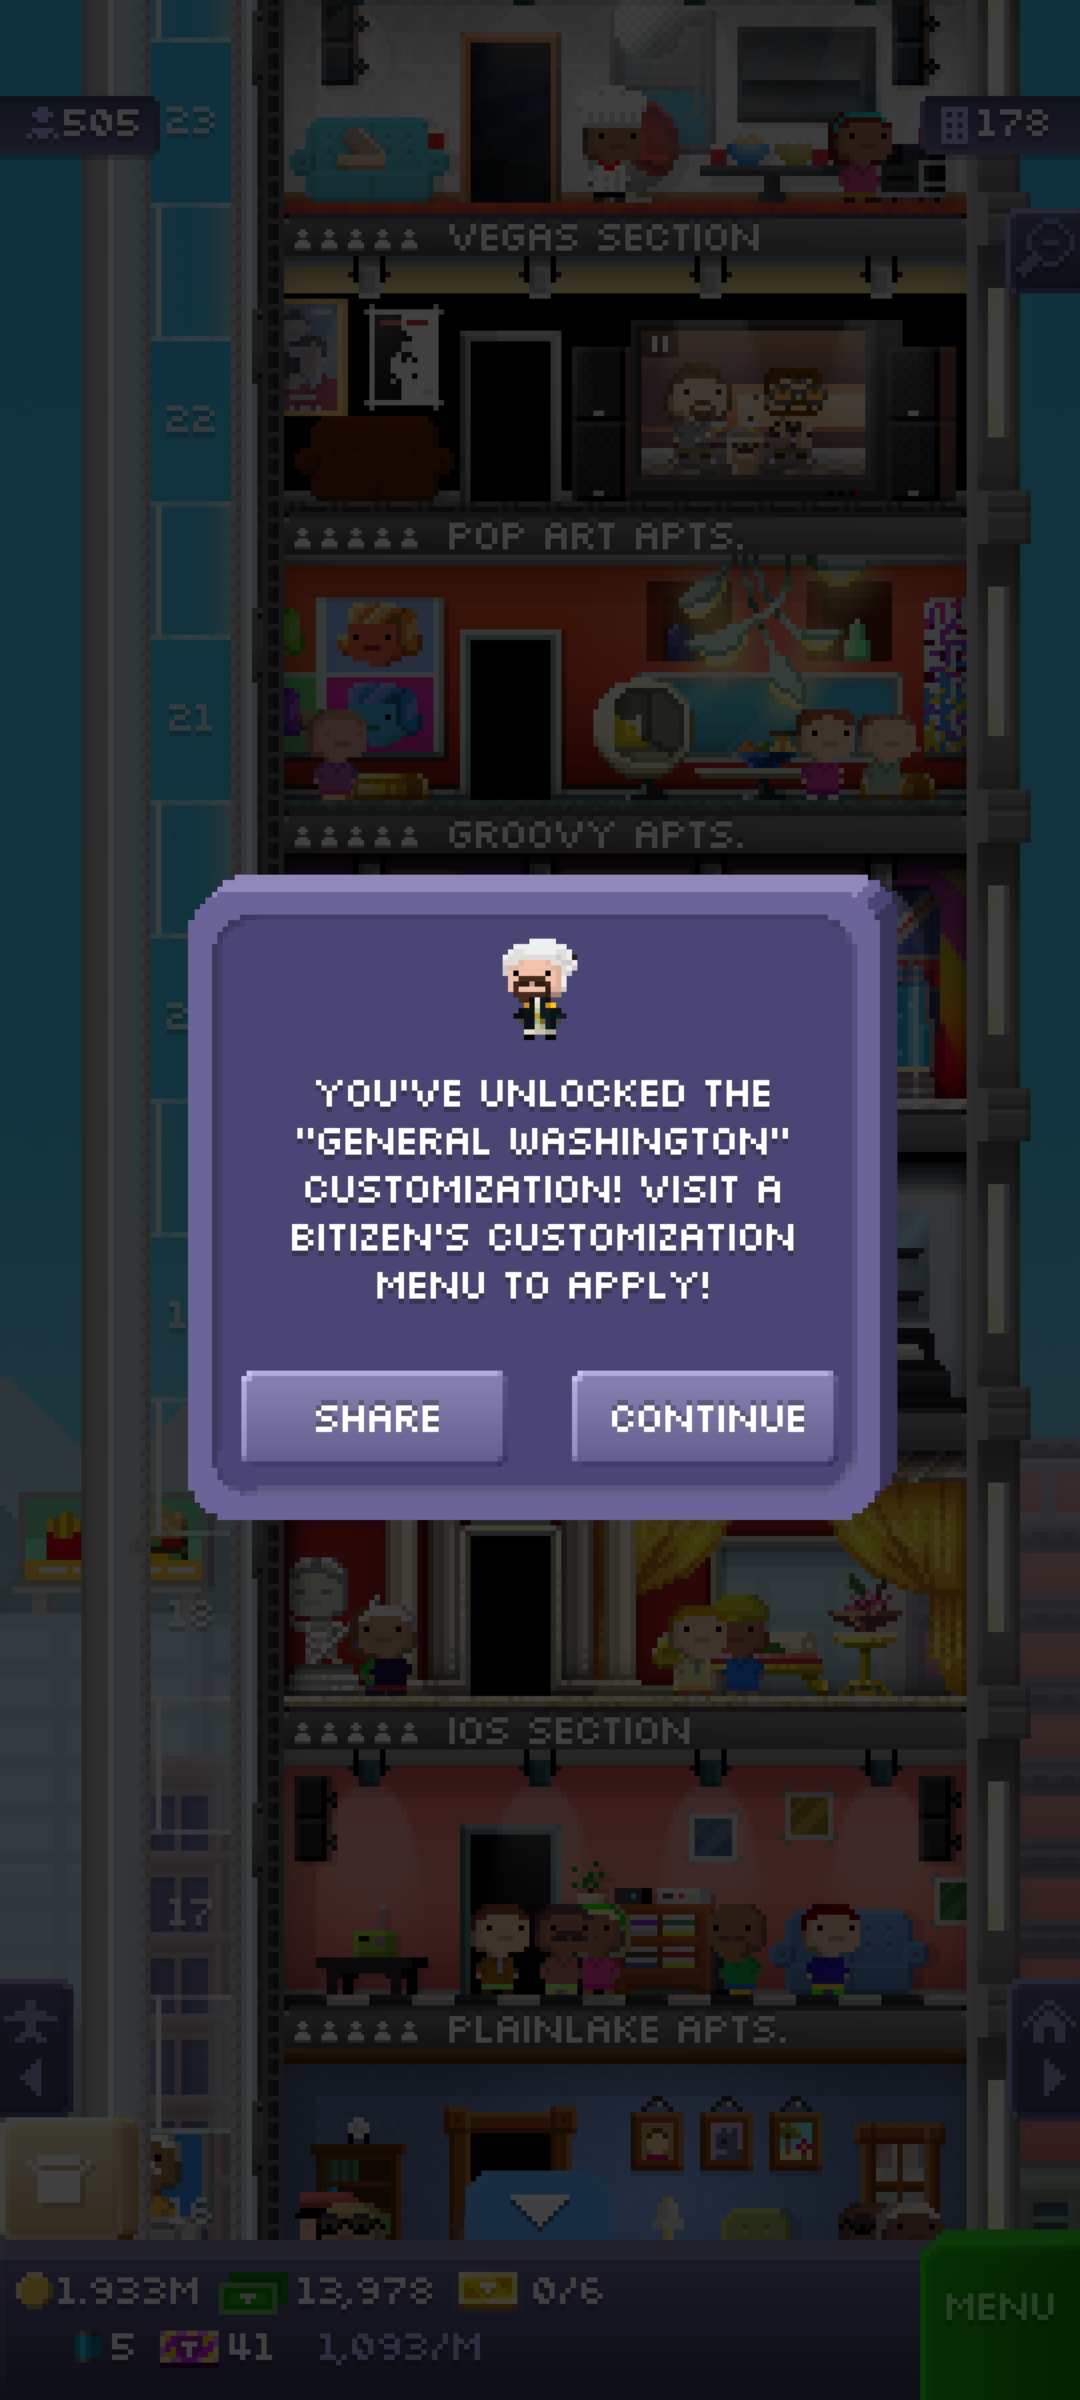 505
23
178
VEGAS SECTION
22
POP ART APTS.
21
GROOVY APTS.
YOU'VE UNLOCKED THE
"GENERAL WASHINGTON"
CUSTOMIZATION! VISIT A
BITIZEN'S CUSTOMIZATION
MENU TO APPLY!
SHARE
CONTINUE
18
IOS SECTION
17
PLAINLAKE APTS.
16
1.933M
13,978
0/6
MENU
5
T
41
1,093/M